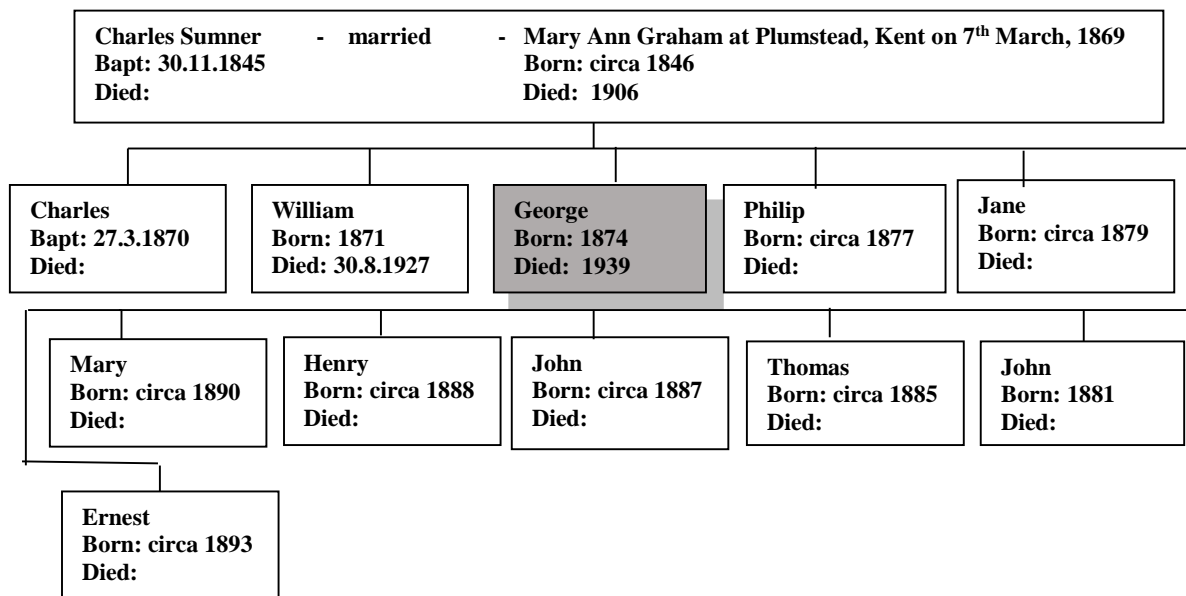 Charles Sumner - married - Mary Ann Graham at Plumstead, Kent on 7th March, 1869
Bapt: 30.11.1845 Born: circa 1846
Died: Died: 1906
Charles
Bapt: 27.3.1870
Died:
William
Born: 1871
Died: 30.8.1927
George
Born: 1874
Died: 1939
Philip
Born: circa 1877
Died:
Jane
Born: circa 1879
Died:
Mary
Born: circa 1890
Died:
Henry
Born: circa 1888
Died:
John
Born: circa 1887
Died:
Thomas
Born: circa 1885
Died:
John
Born: 1881
Died:
Ernest
Born: circa 1893
Died: